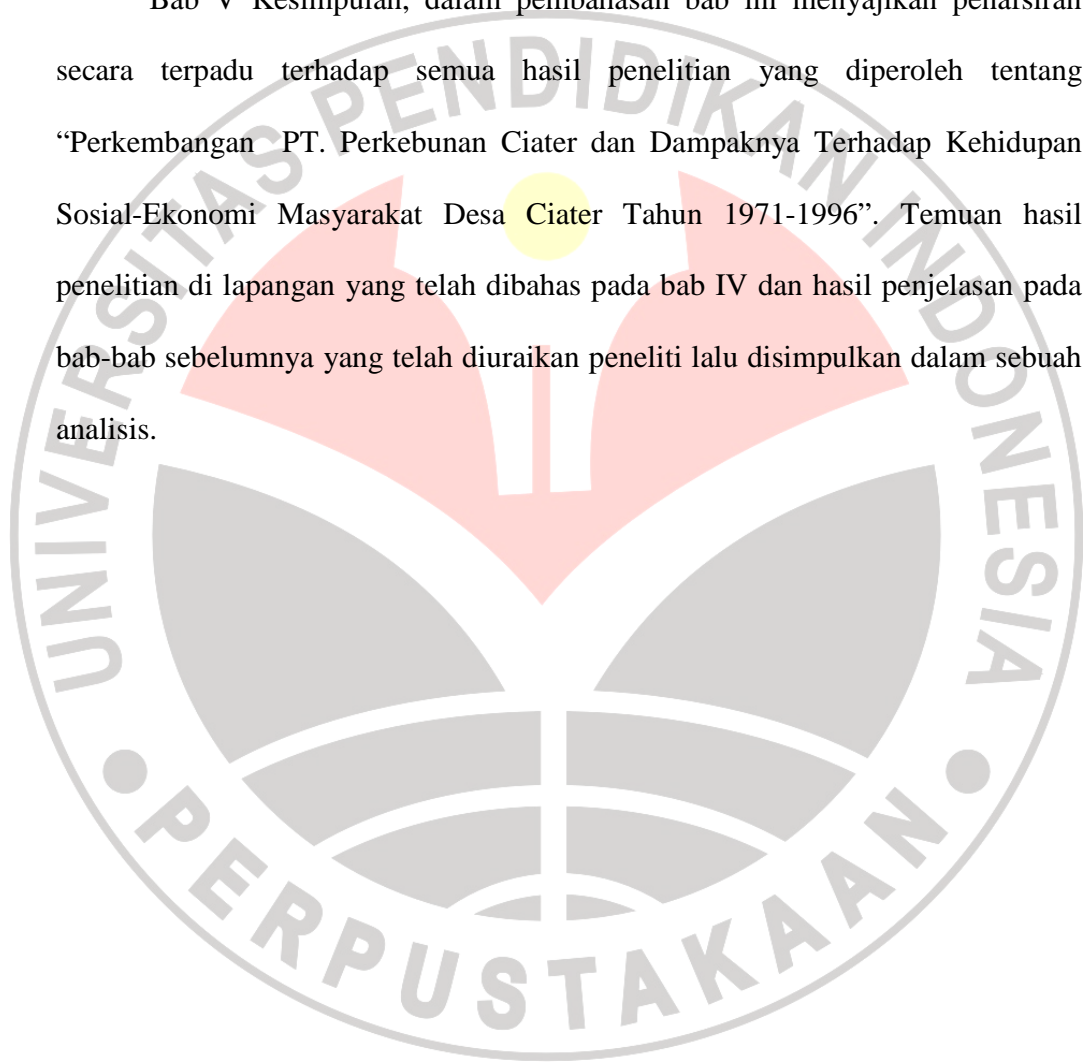 Bab V Kesimpulan, dalam pembahasan bab ini menyajikan penafsiran
secara terpadu terhadap semua hasil penelitian yang diperoleh tentang
“Perkembangan PT. Perkebunan Ciater dan Dampaknya Terhadap Kehidupan
Sosial-Ekonomi Masyarakat Desa Ciater Tahun 1971-1996”. Temuan hasil
penelitian di lapangan yang telah dibahas pada bab IV dan hasil penjelasan pada
bab-bab sebelumnya yang telah diuraikan peneliti lalu disimpulkan dalam sebuah
analisis.
UNIVERSITAS PENDIDIKAN INDONESIA
PERPUSTAKAAN